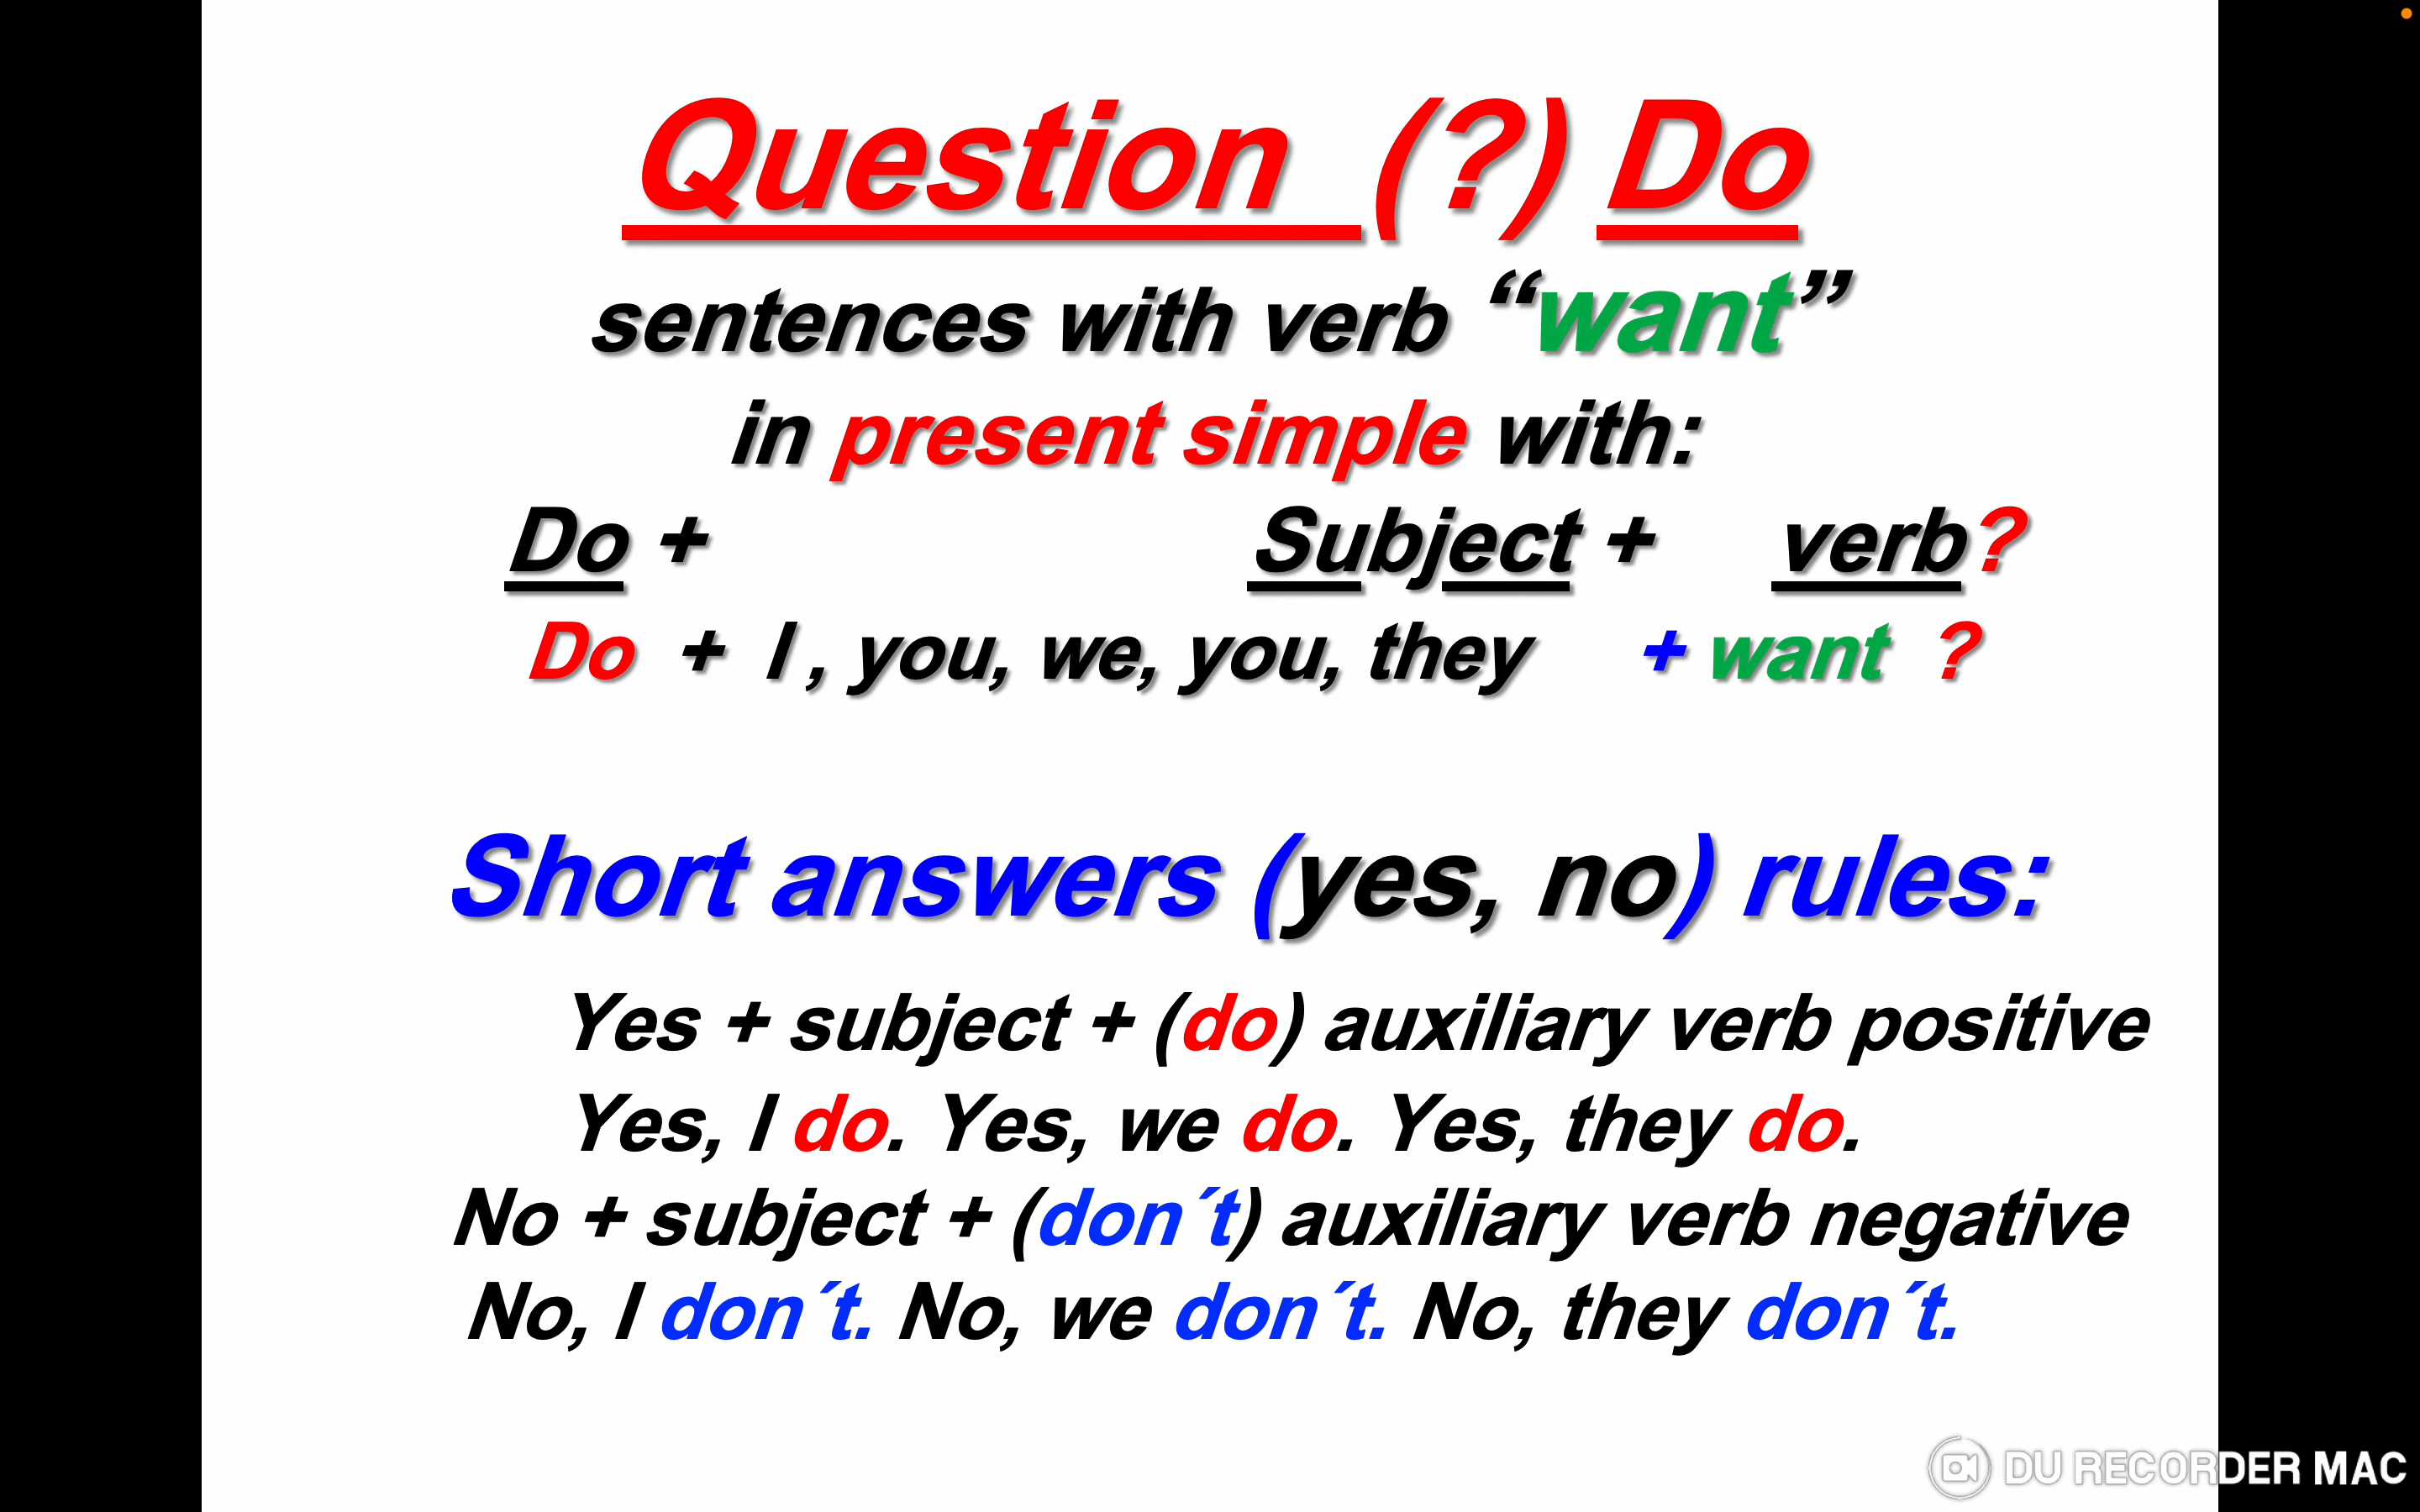 Question (?) Do
sentences with verb “want”
in present simple with:
Do + Subject + verb?
Do + I , you, we, you, they + want ?
Short answers (yes, no) rules:
Yes + subject + (do) auxiliary verb positive
Yes, I do. Yes, we do. Yes, they do.
No + subject + (don´t) auxiliary verb negative
No, I don´t. No, we don´t. No, they don´t.
DU RECORDER MAC